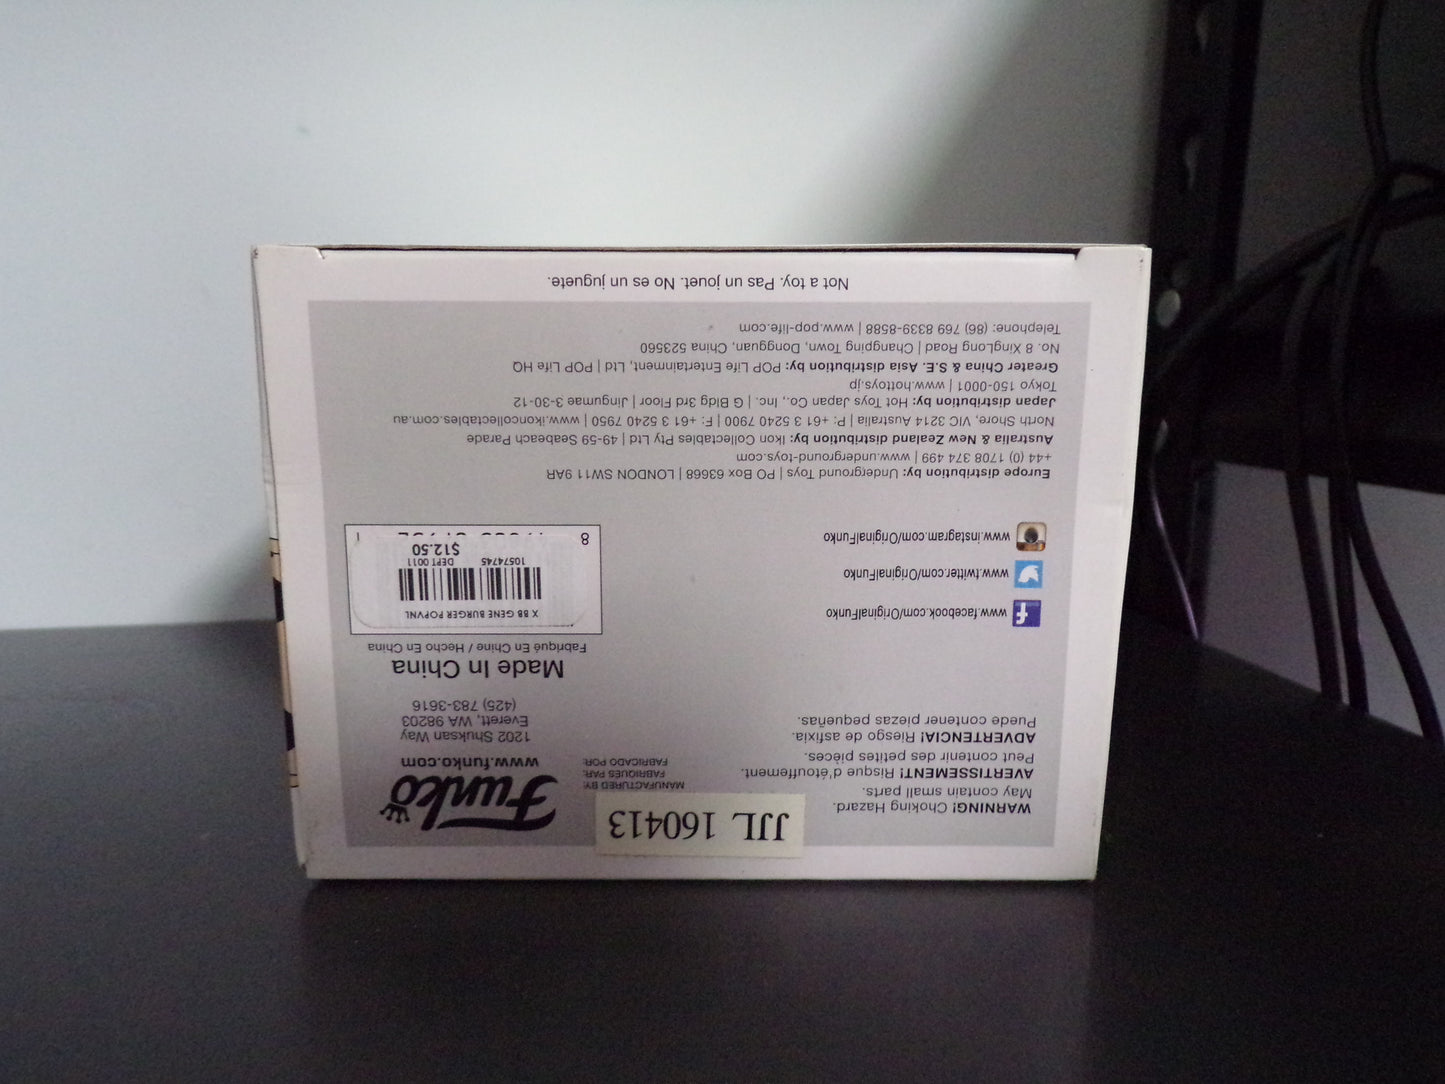 WARNING! Choking Hazard.
May contain small parts.
AVERTISSEMENT! Risque d'étouffement.
Peut contenir des petites pièces.
ADVERTENCIA! Riesgo de asfixia.
Puede contener piezas pequeñas.
JJL 160413
MANUFACTURED BY:
FABRIQUÉS PAR:
FABRICADO POR:
Funko
www.funko.com
1202 Shuksan Way
Everett, WA 98203
(425) 783-3616
Made In China
Fabriqué En Chine / Hecho En China
X BB GENE BURGER POPVNL
10574745 DEPT 0011
$12.50
8
www.facebook.com/OriginalFunko
www.twitter.com/OriginalFunko
www.instagram.com/OriginalFunko
Europe distribution by: Underground Toys | PO Box 63668 | LONDON SW11 9AR
+44 (0) 1708 374 499 | www.underground-toys.com
Australia & New Zealand distribution by: Ikon Collectables Pty Ltd | 49-59 Seabeach Parade
North Shore, VIC 3214 Australia | P: +61 3 5240 7900 | F: +61 3 5240 7950 | www.ikoncollectables.com.au
Japan distribution by: Hot Toys Japan Co., Inc. | G Bldg 3rd Floor | Jingumae 3-30-12
Tokyo 150-0001 | www.hottoys.jp
Greater China & S.E. Asia distribution by: POP Life Entertainment, Ltd | POP Life HQ
No. 8 XingLong Road | Changping Town, Dongguan, China 523560
Telephone: (86) 769 8339-8588 | www.pop-life.com
Not a toy. Pas un jouet. No es un juguete.